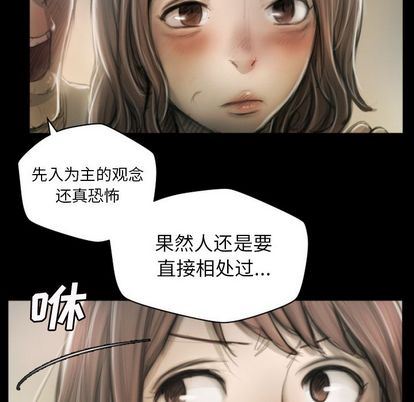 先入为主的观念
还真恐怖
果然人还是要
直接相处过...
咻